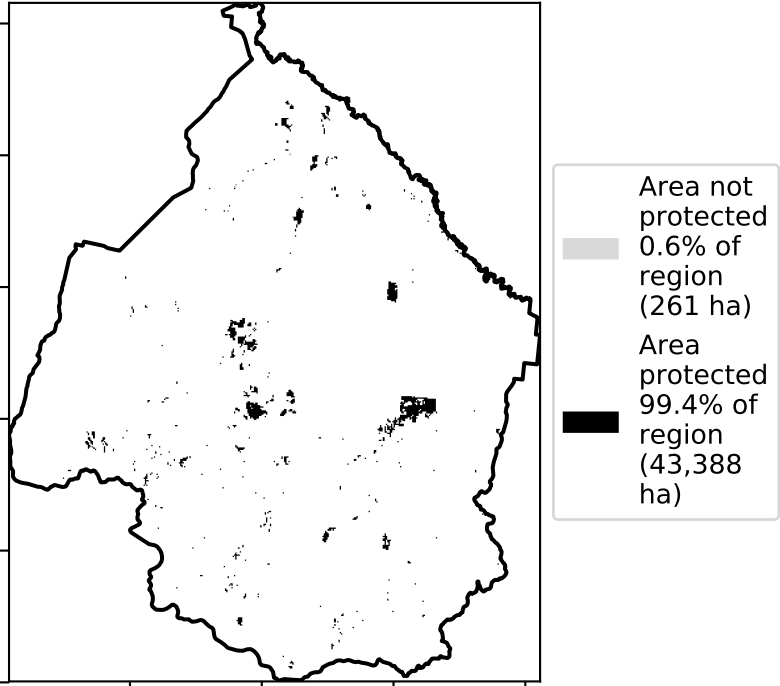 Area not
protected
0.6% of
region
(261 ha)
Area
protected
99.4% of
region
(43,388
ha)